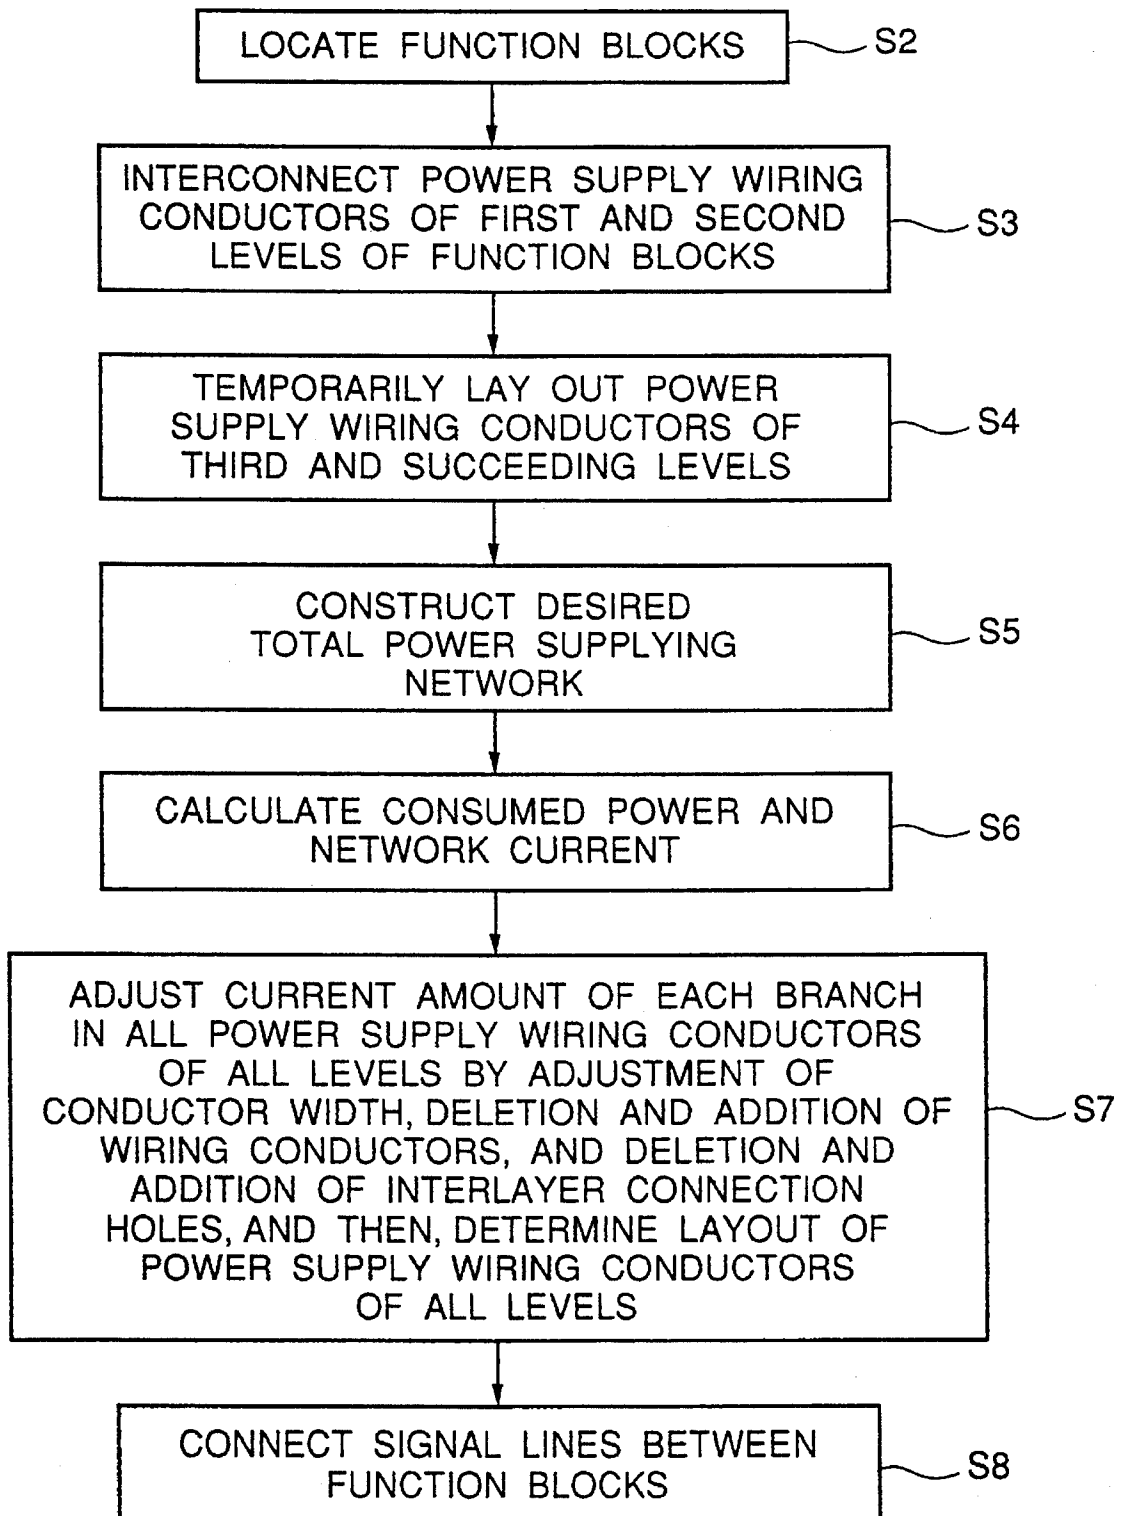 LOCATE FUNCTION BLOCKS
S2
INTERCONNECT POWER SUPPLY WIRING
CONDUCTORS OF FIRST AND SECOND
LEVELS OF FUNCTION BLOCKS
S3
TEMPORARILY LAY OUT POWER
SUPPLY WIRING CONDUCTORS OF
THIRD AND SUCCEEDING LEVELS
S4
CONSTRUCT DESIRED
TOTAL POWER SUPPLYING
NETWORK
S5
CALCULATE CONSUMED POWER AND
NETWORK CURRENT
S6
ADJUST CURRENT AMOUNT OF EACH BRANCH
IN ALL POWER SUPPLY WIRING CONDUCTORS
OF ALL LEVELS BY ADJUSTMENT OF
CONDUCTOR WIDTH, DELETION AND ADDITION OF
WIRING CONDUCTORS, AND DELETION AND
ADDITION OF INTERLAYER CONNECTION
HOLES, AND THEN, DETERMINE LAYOUT OF
POWER SUPPLY WIRING CONDUCTORS
OF ALL LEVELS
S7
CONNECT SIGNAL LINES BETWEEN
FUNCTION BLOCKS
S8